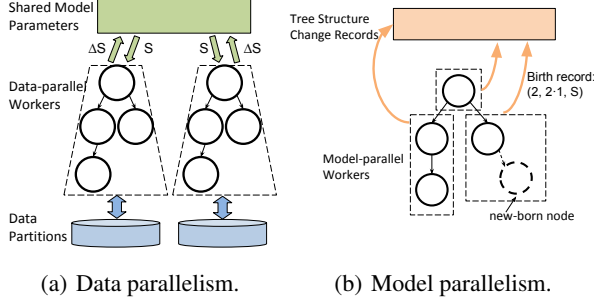 Shared Model
Parameters
ΔS
S
S
ΔS
Data-parallel
Workers
Data
Partitions
(a) Data parallelism.
Tree Structure
Change Records
Birth record:
(2, 2·1, S)
Model-parallel
Workers
new-born node
(b) Model parallelism.